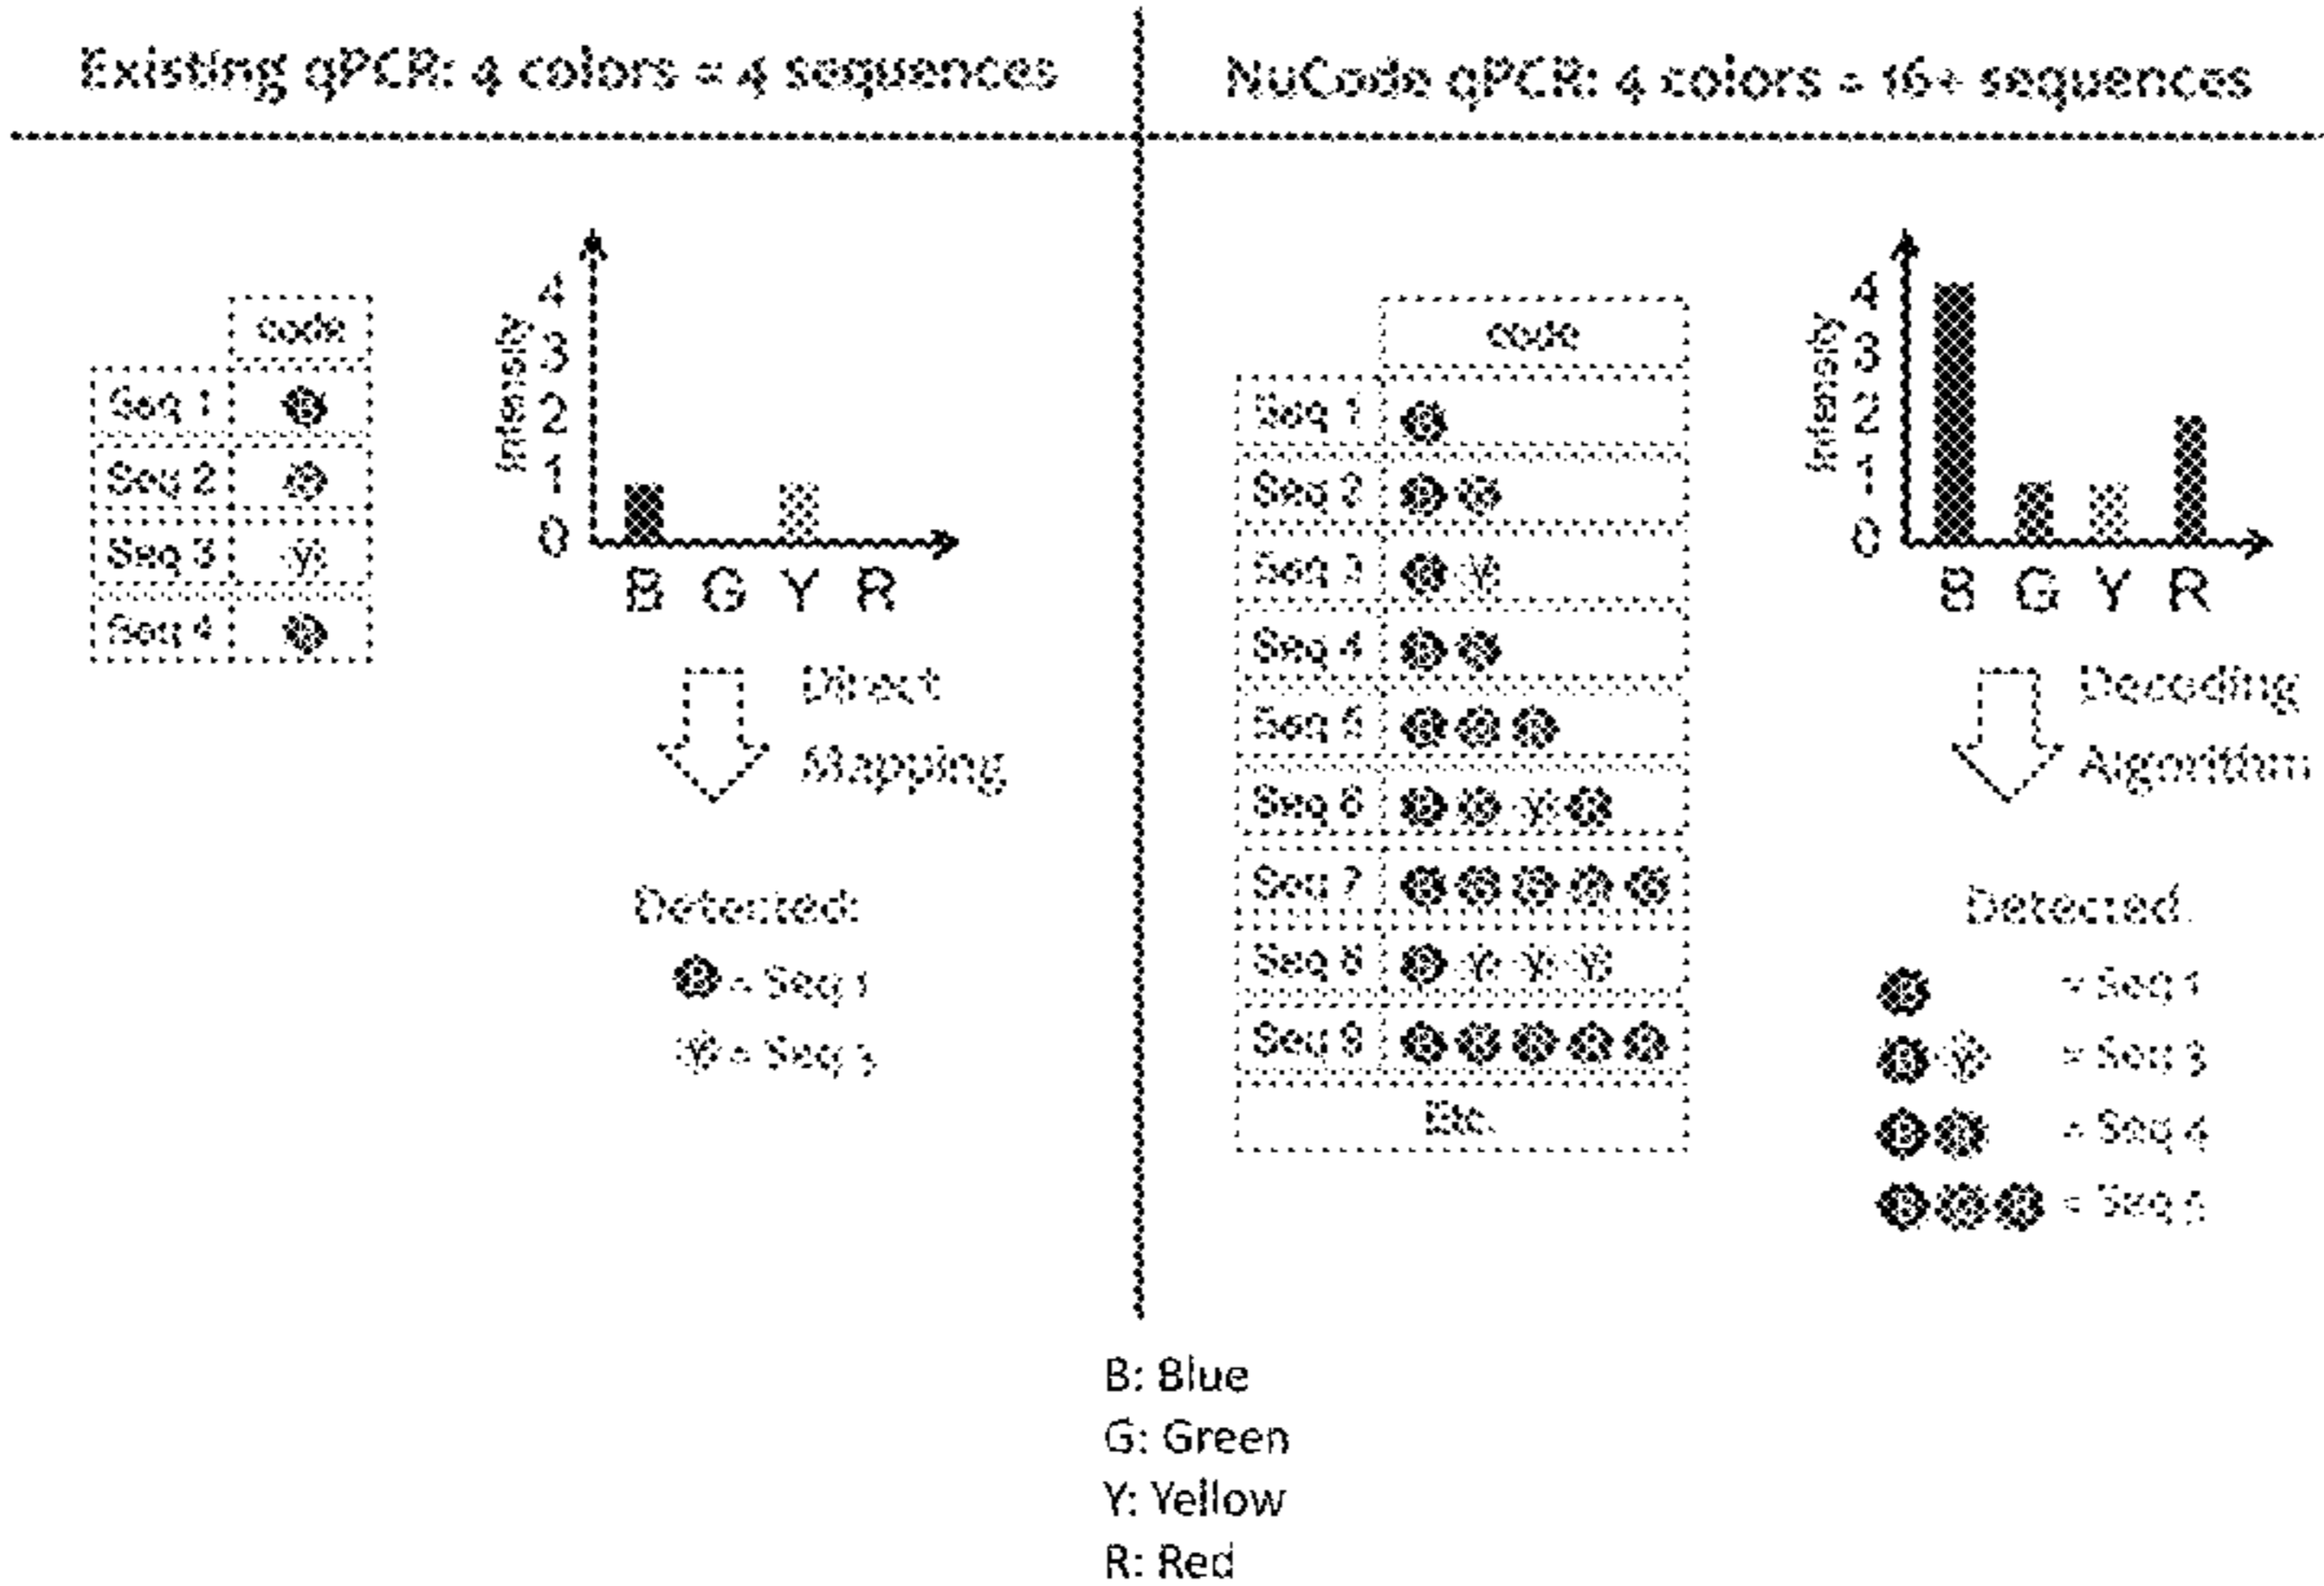 Existing qPCR: 4 colors = 4 sequences
code
Seq 1 B
Seq 2
Seq 3 Y
Seq 4
Intensity
4
3
2
1
0
B G Y R
Direct
Mapping
Detected:
B = Seq 1
Y = Seq 3
NuCode qPCR: 4 colors = 16+ sequences
code
Seq 1 B
Seq 2 B
Seq 3 B Y
Seq 4 B
Seq 5 B
Seq 6 B Y
Seq 7 B
Seq 8 B Y Y Y
Seq 9 B
Etc.
Intensity
4
3
2
1
0
B G Y R
Decoding
Algorithm
Detected
B = Seq 1
B Y = Seq 3
B = Seq 4
B = Seq 5
B: Blue
G: Green
Y: Yellow
R: Red